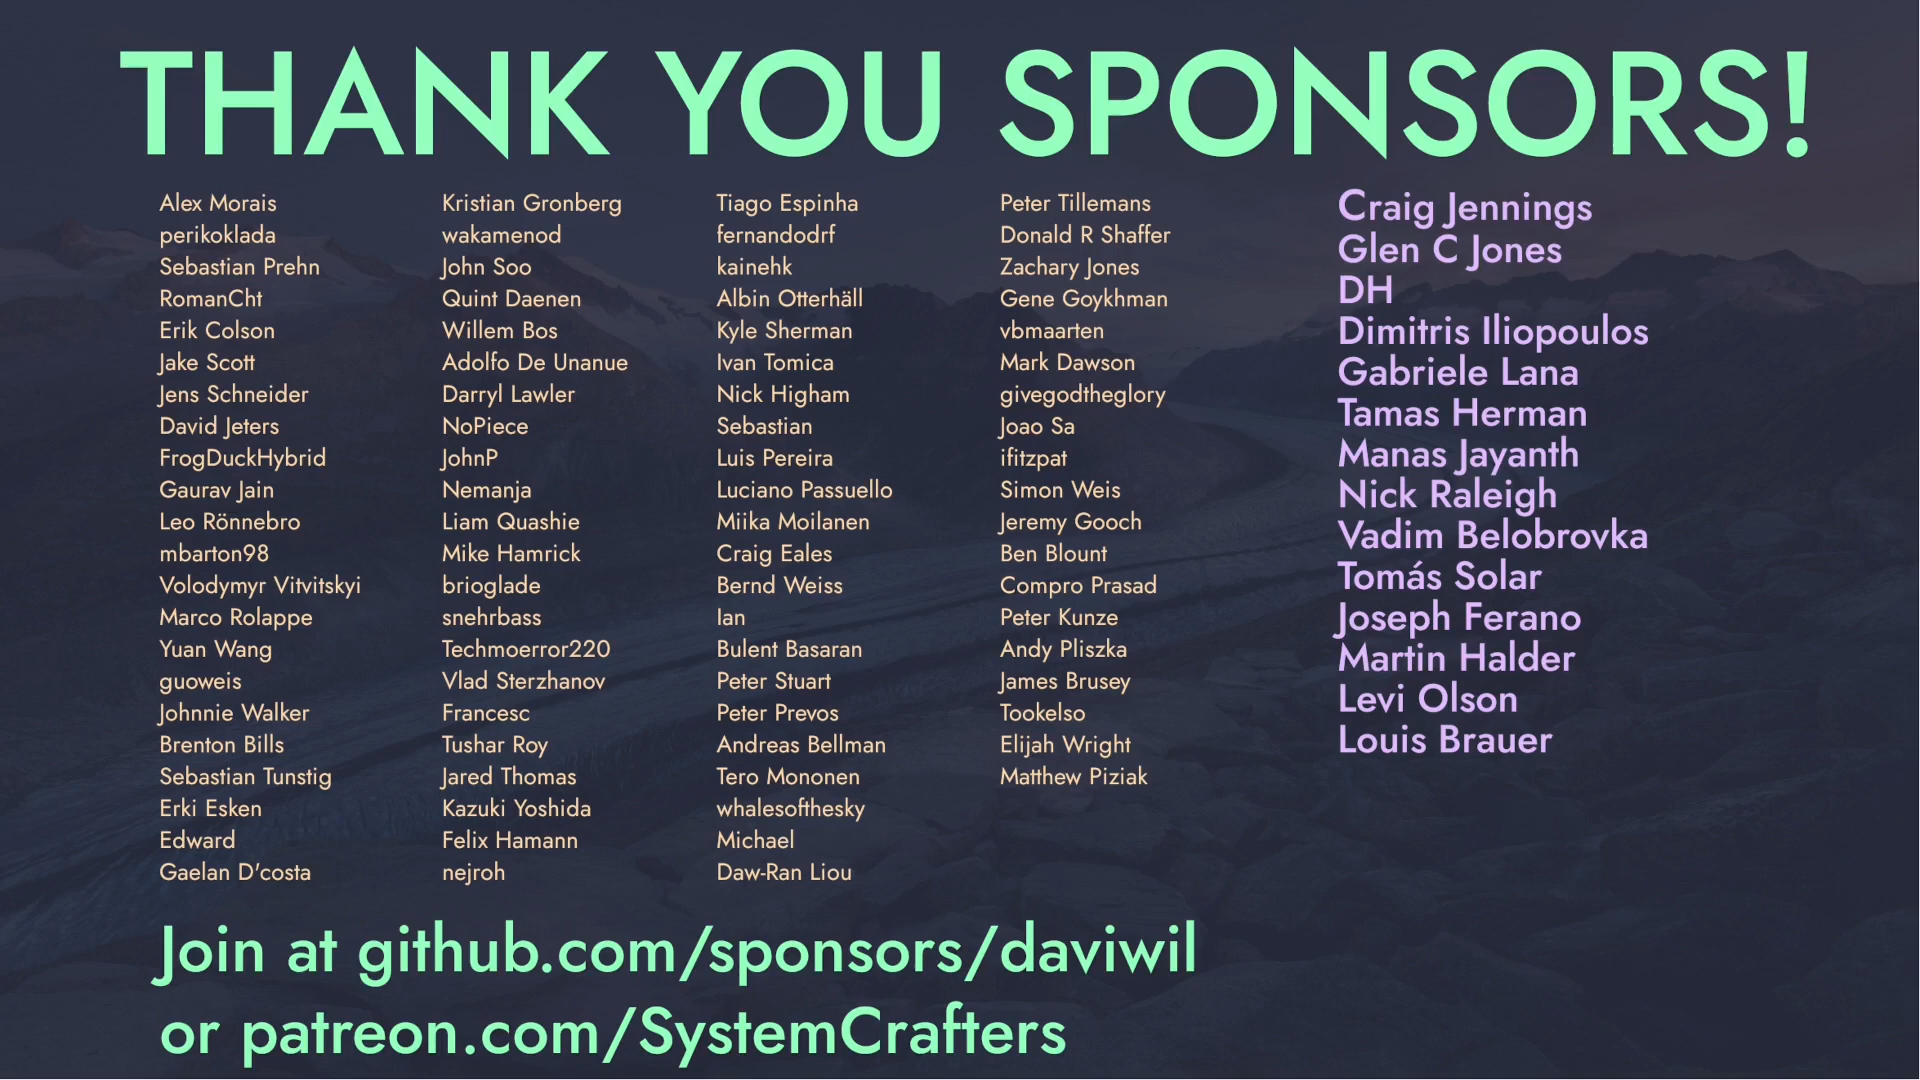 THANK YOU SPONSORS!
Alex Morais
perikoklada
Sebastian Prehn
RomanCht
Erik Colson
Jake Scott
Jens Schneider
David Jeters
FrogDuckHybrid
Gaurav Jain
Leo Rönnebro
mbarton98
Volodymyr Vitvitskyi
Marco Rolappe
Yuan Wang
guoweis
Johnnie Walker
Brenton Bills
Sebastian Tunstig
Erki Esken
Edward
Gaelan D'costa
Kristian Gronberg
wakamenod
John Soo
Quint Daenen
Willem Bos
Adolfo De Unanue
Darryl Lawler
NoPiece
JohnP
Nemanja
Liam Quashie
Mike Hamrick
brioglade
snehrbass
Techmoerror220
Vlad Sterzhanov
Francesc
Tushar Roy
Jared Thomas
Kazuki Yoshida
Felix Hamann
nejroh
Tiago Espinha
fernandodrf
kainehk
Albin Otterhäll
Kyle Sherman
Ivan Tomica
Nick Higham
Sebastian
Luis Pereira
Luciano Passuello
Miika Moilanen
Craig Eales
Bernd Weiss
Ian
Bulent Basaran
Peter Stuart
Peter Prevos
Andreas Bellman
Tero Mononen
whalesofthesky
Michael
Daw-Ran Liou
Peter Tillemans
Donald R Shaffer
Zachary Jones
Gene Goykhman
vbmaarten
Mark Dawson
givegodtheglory
Joao Sa
ifitzpat
Simon Weis
Jeremy Gooch
Ben Blount
Compro Prasad
Peter Kunze
Andy Pliszka
James Brusey
Tookelso
Elijah Wright
Matthew Piziak
Craig Jennings
Glen C Jones
DH
Dimitris Iliopoulos
Gabriele Lana
Tamas Herman
Manas Jayanth
Nick Raleigh
Vadim Belobrovka
Tomás Solar
Joseph Ferano
Martin Halder
Levi Olson
Louis Brauer
Join at github.com/sponsors/daviwil
or patreon.com/SystemCrafters